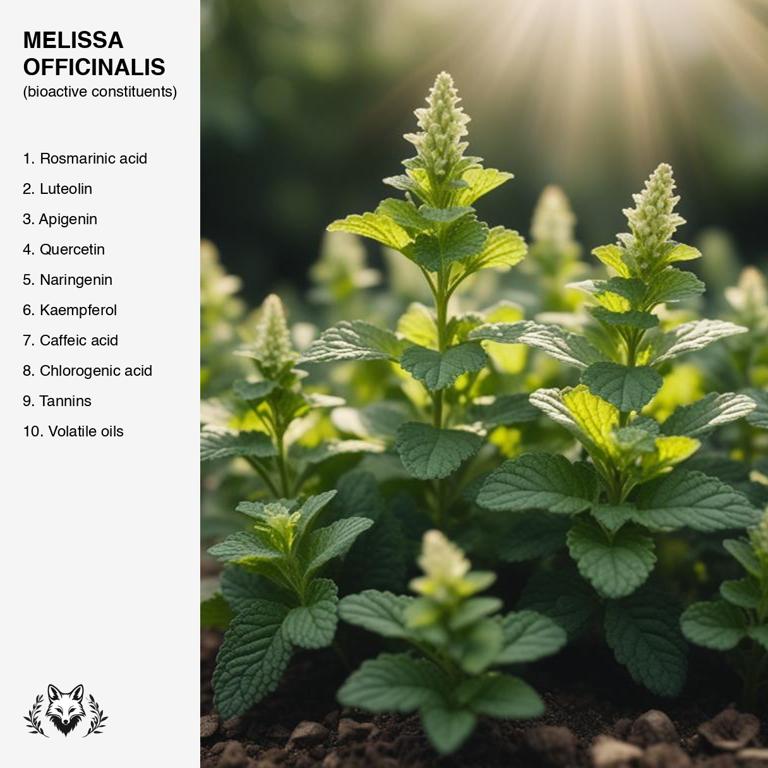 MELISSA
OFFICINALIS
(bioactive constituents)
1. Rosmarinic acid
2. Luteolin
3. Apigenin
4. Quercetin
5. Naringenin
6. Kaempferol
7. Caffeic acid
8. Chlorogenic acid
9. Tannins
10. Volatile oils